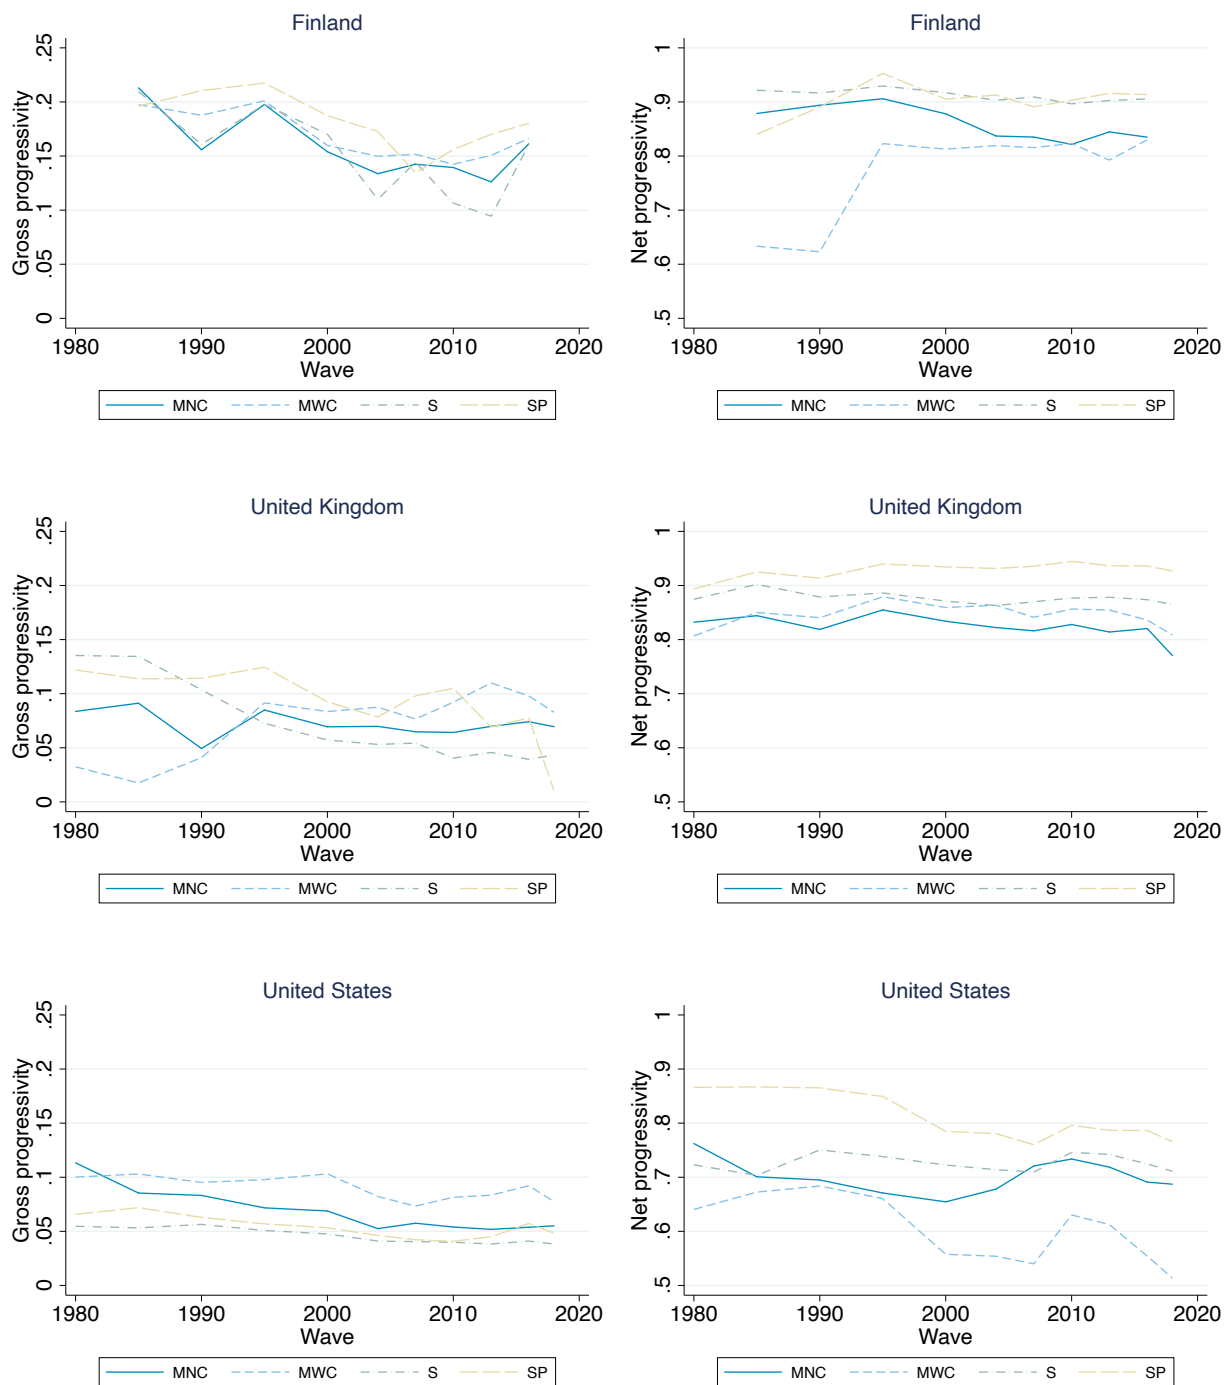 Finland
Gross progressivity
0 .05 .1 .15 .2 .25
1980 1990 2000 2010 2020
Wave
MNC MWC S SP
Finland
Net progressivity
.5 .6 .7 .8 .9 1
1980 1990 2000 2010 2020
Wave
MNC MWC S SP
United Kingdom
Gross progressivity
0 .05 .1 .15 .2 .25
1980 1990 2000 2010 2020
Wave
MNC MWC S SP
United Kingdom
Net progressivity
.5 .6 .7 .8 .9 1
1980 1990 2000 2010 2020
Wave
MNC MWC S SP
United States
Gross progressivity
0 .05 .1 .15 .2 .25
1980 1990 2000 2010 2020
Wave
MNC MWC S SP
United States
Net progressivity
.5 .6 .7 .8 .9 1
1980 1990 2000 2010 2020
Wave
MNC MWC S SP